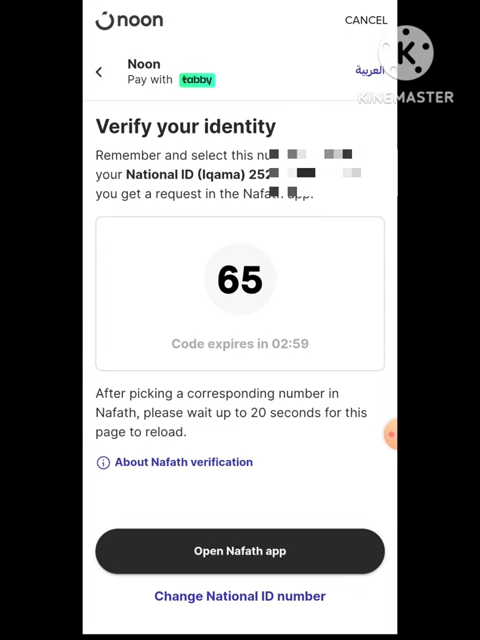 noon
CANCEL
Noon
Pay with tabby
العربية
K
KINEMASTER
Verify your identity
Remember and select this
your National ID (Iqama) 252
you get a request in the Nafath app.
65
Code expires in 02:59
After picking a corresponding number in
Nafath, please wait up to 20 seconds for this
page to reload.
About Nafath verification
Open Nafath app
Change National ID number